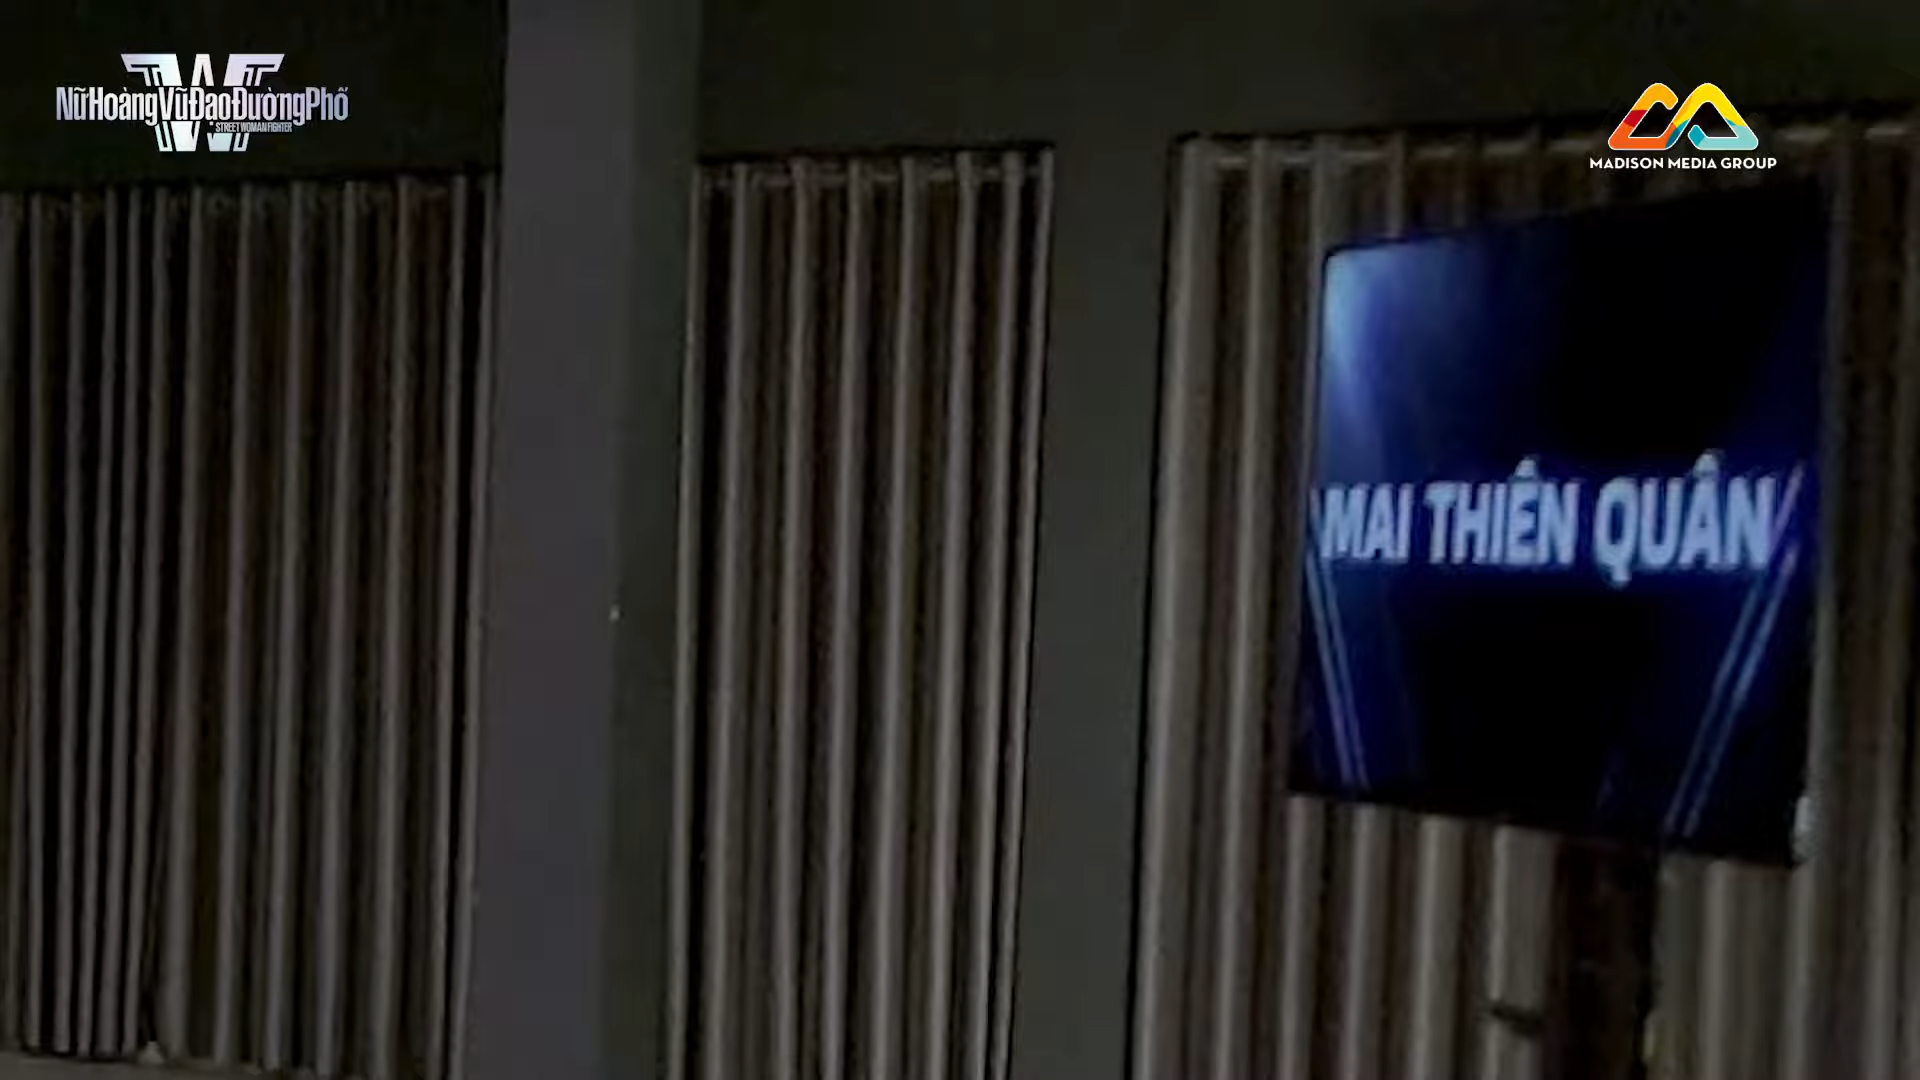 W
NữHoàngVũĐạoĐườngPhố
STREET WOMAN FIGHTER
MADISON MEDIA GROUP
MAI THIÊN QUÂN